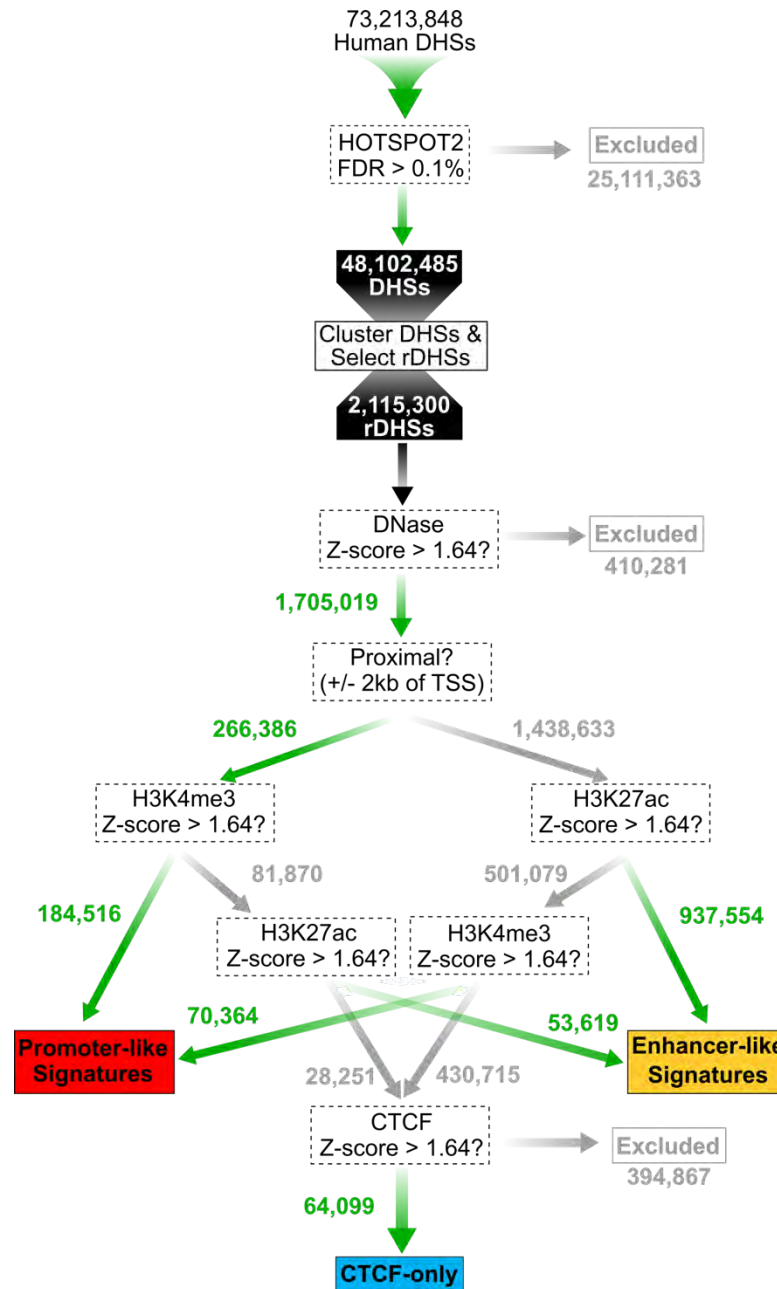 73,213,848
Human DHSs
HOTSPOT2
FDR > 0.1%
Excluded
25,111,363
48,102,485
DHSs
Cluster DHSs &
Select rDHSs
2,115,300
rDHSs
DNase
Z-score > 1.64?
Excluded
410,281
1,705,019
Proximal?
(+/- 2kb of TSS)
266,386
1,438,633
H3K4me3
Z-score > 1.64?
H3K27ac
Z-score > 1.64?
81,870
501,079
184,516
937,554
H3K27ac
Z-score > 1.64?
H3K4me3
Z-score > 1.64?
70,364
53,619
Promoter-like
Signatures
Enhancer-like
Signatures
28,251
430,715
CTCF
Z-score > 1.64?
Excluded
394,867
64,099
CTCF-only